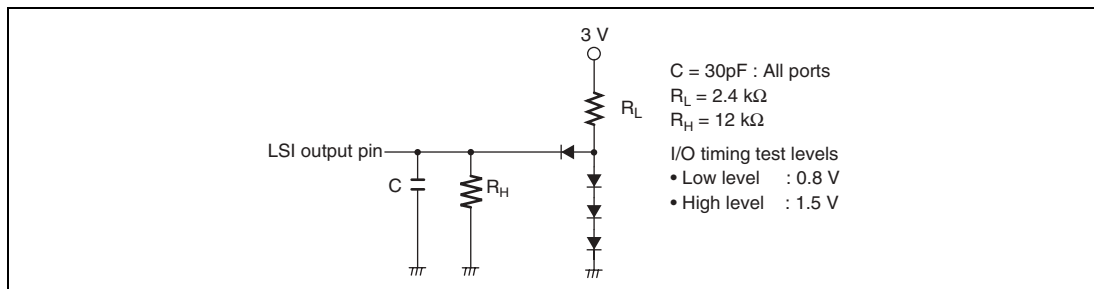 3 V
C = 30pF : All ports
R_L = 2.4 kΩ
R_H = 12 kΩ
R_L
LSI output pin
I/O timing test levels
• Low level : 0.8 V
• High level : 1.5 V
C
R_H